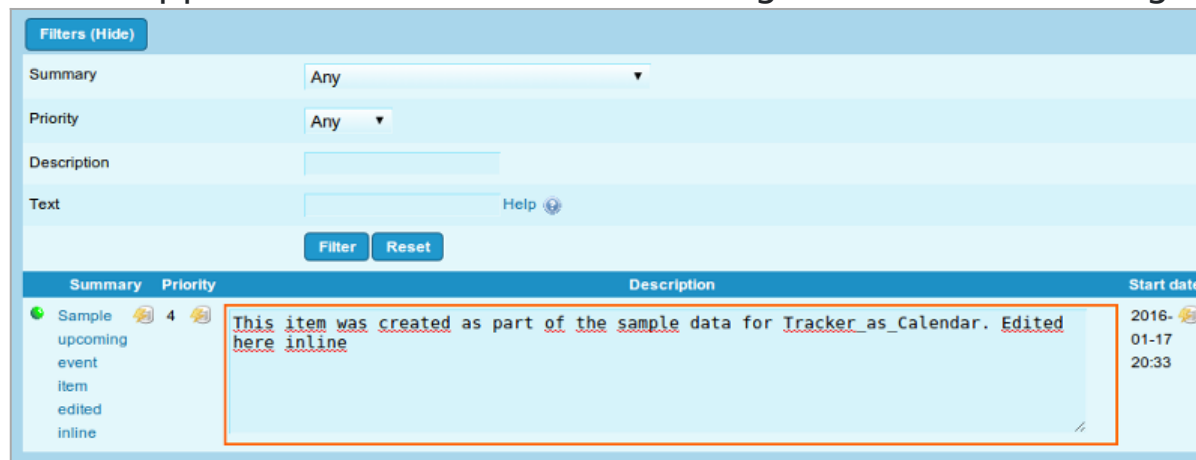 Filters (Hide)
Summary Any
Priority Any
Description
Text Help
Filter Reset
Summary Priority Description Start date
Sample 4 This item was created as part of the sample data for Tracker_as_Calendar. Edited 2016-
upcoming here inline 01-17
event 20:33
item
edited
inline